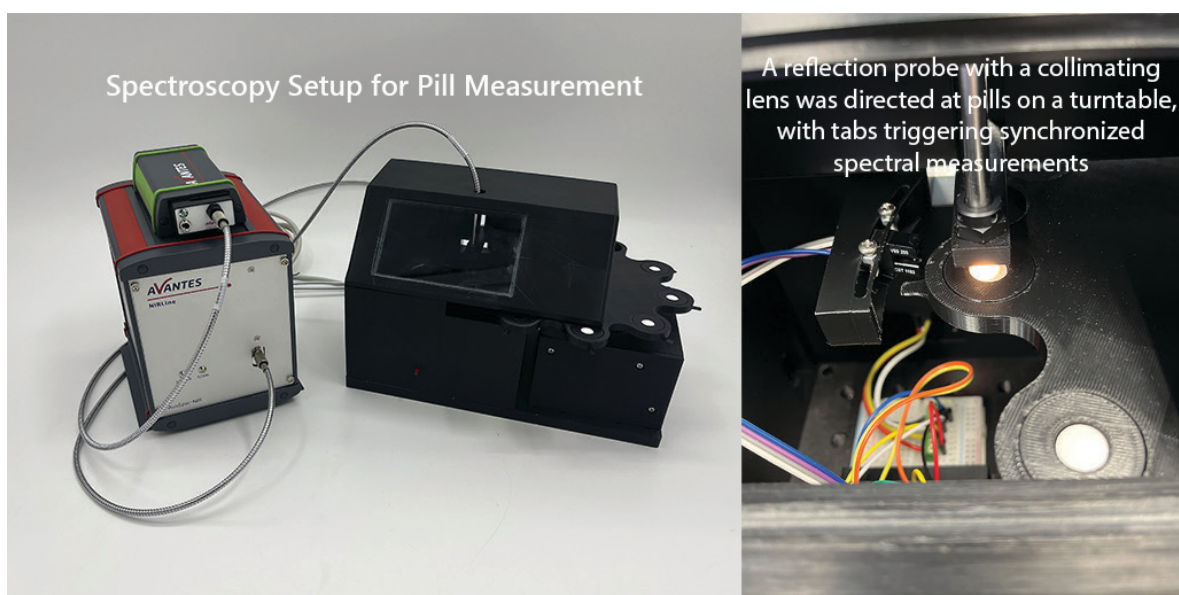 Spectroscopy Setup for Pill Measurement
AVANTES
NIRLine
A reflection probe with a collimating
lens was directed at pills on a turntable,
with tabs triggering synchronized
spectral measurements